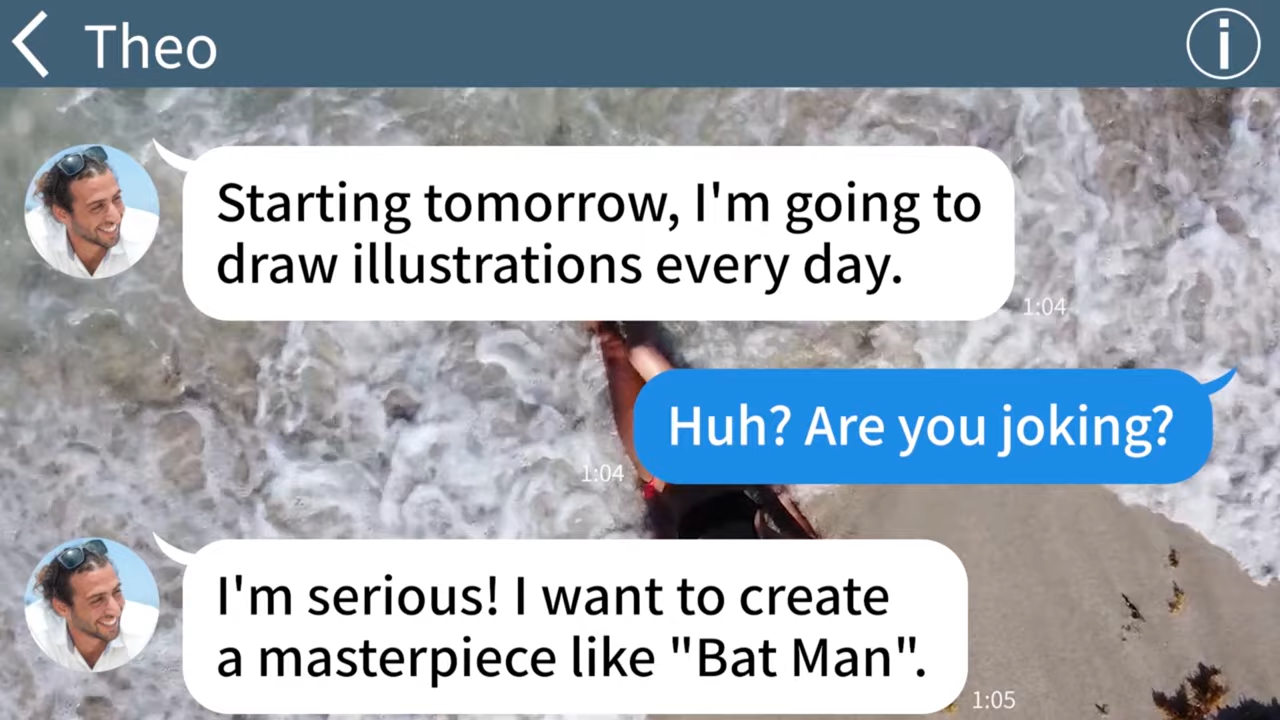 Theo
Starting tomorrow, I'm going to
draw illustrations every day.
1:04
Huh? Are you joking?
1:04
I'm serious! I want to create
a masterpiece like "Bat Man".
1:05